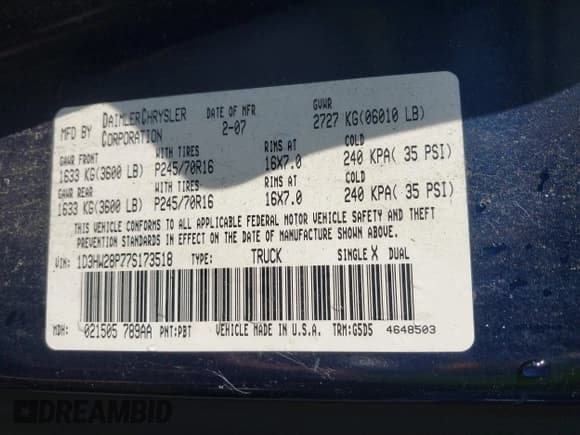 MFD BY DAIMLERCHRYSLER CORPORATION DATE OF MFR 2-07 GVWR 2727 KG(06010 LB)
GAWR FRONT WITH TIRES RIMS AT COLD
1633 KG(3600 LB) P245/70R16 16X7.0 240 KPA( 35 PSI)
GAWR REAR WITH TIRES RIMS AT COLD
1633 KG(3600 LB) P245/70R16 16X7.0 240 KPA( 35 PSI)
THIS VEHICLE CONFORMS TO ALL APPLICABLE FEDERAL MOTOR VEHICLE SAFETY AND THEFT
PREVENTION STANDARDS IN EFFECT ON THE DATE OF MANUFACTURE SHOWN ABOVE.
VIN: 1D3HW28P77S173518 TYPE: TRUCK SINGLE X DUAL
MDH: 021505 789AA PNT:PBT VEHICLE MADE IN U.S.A. TRM:G5D5 4648503
DREAMBID